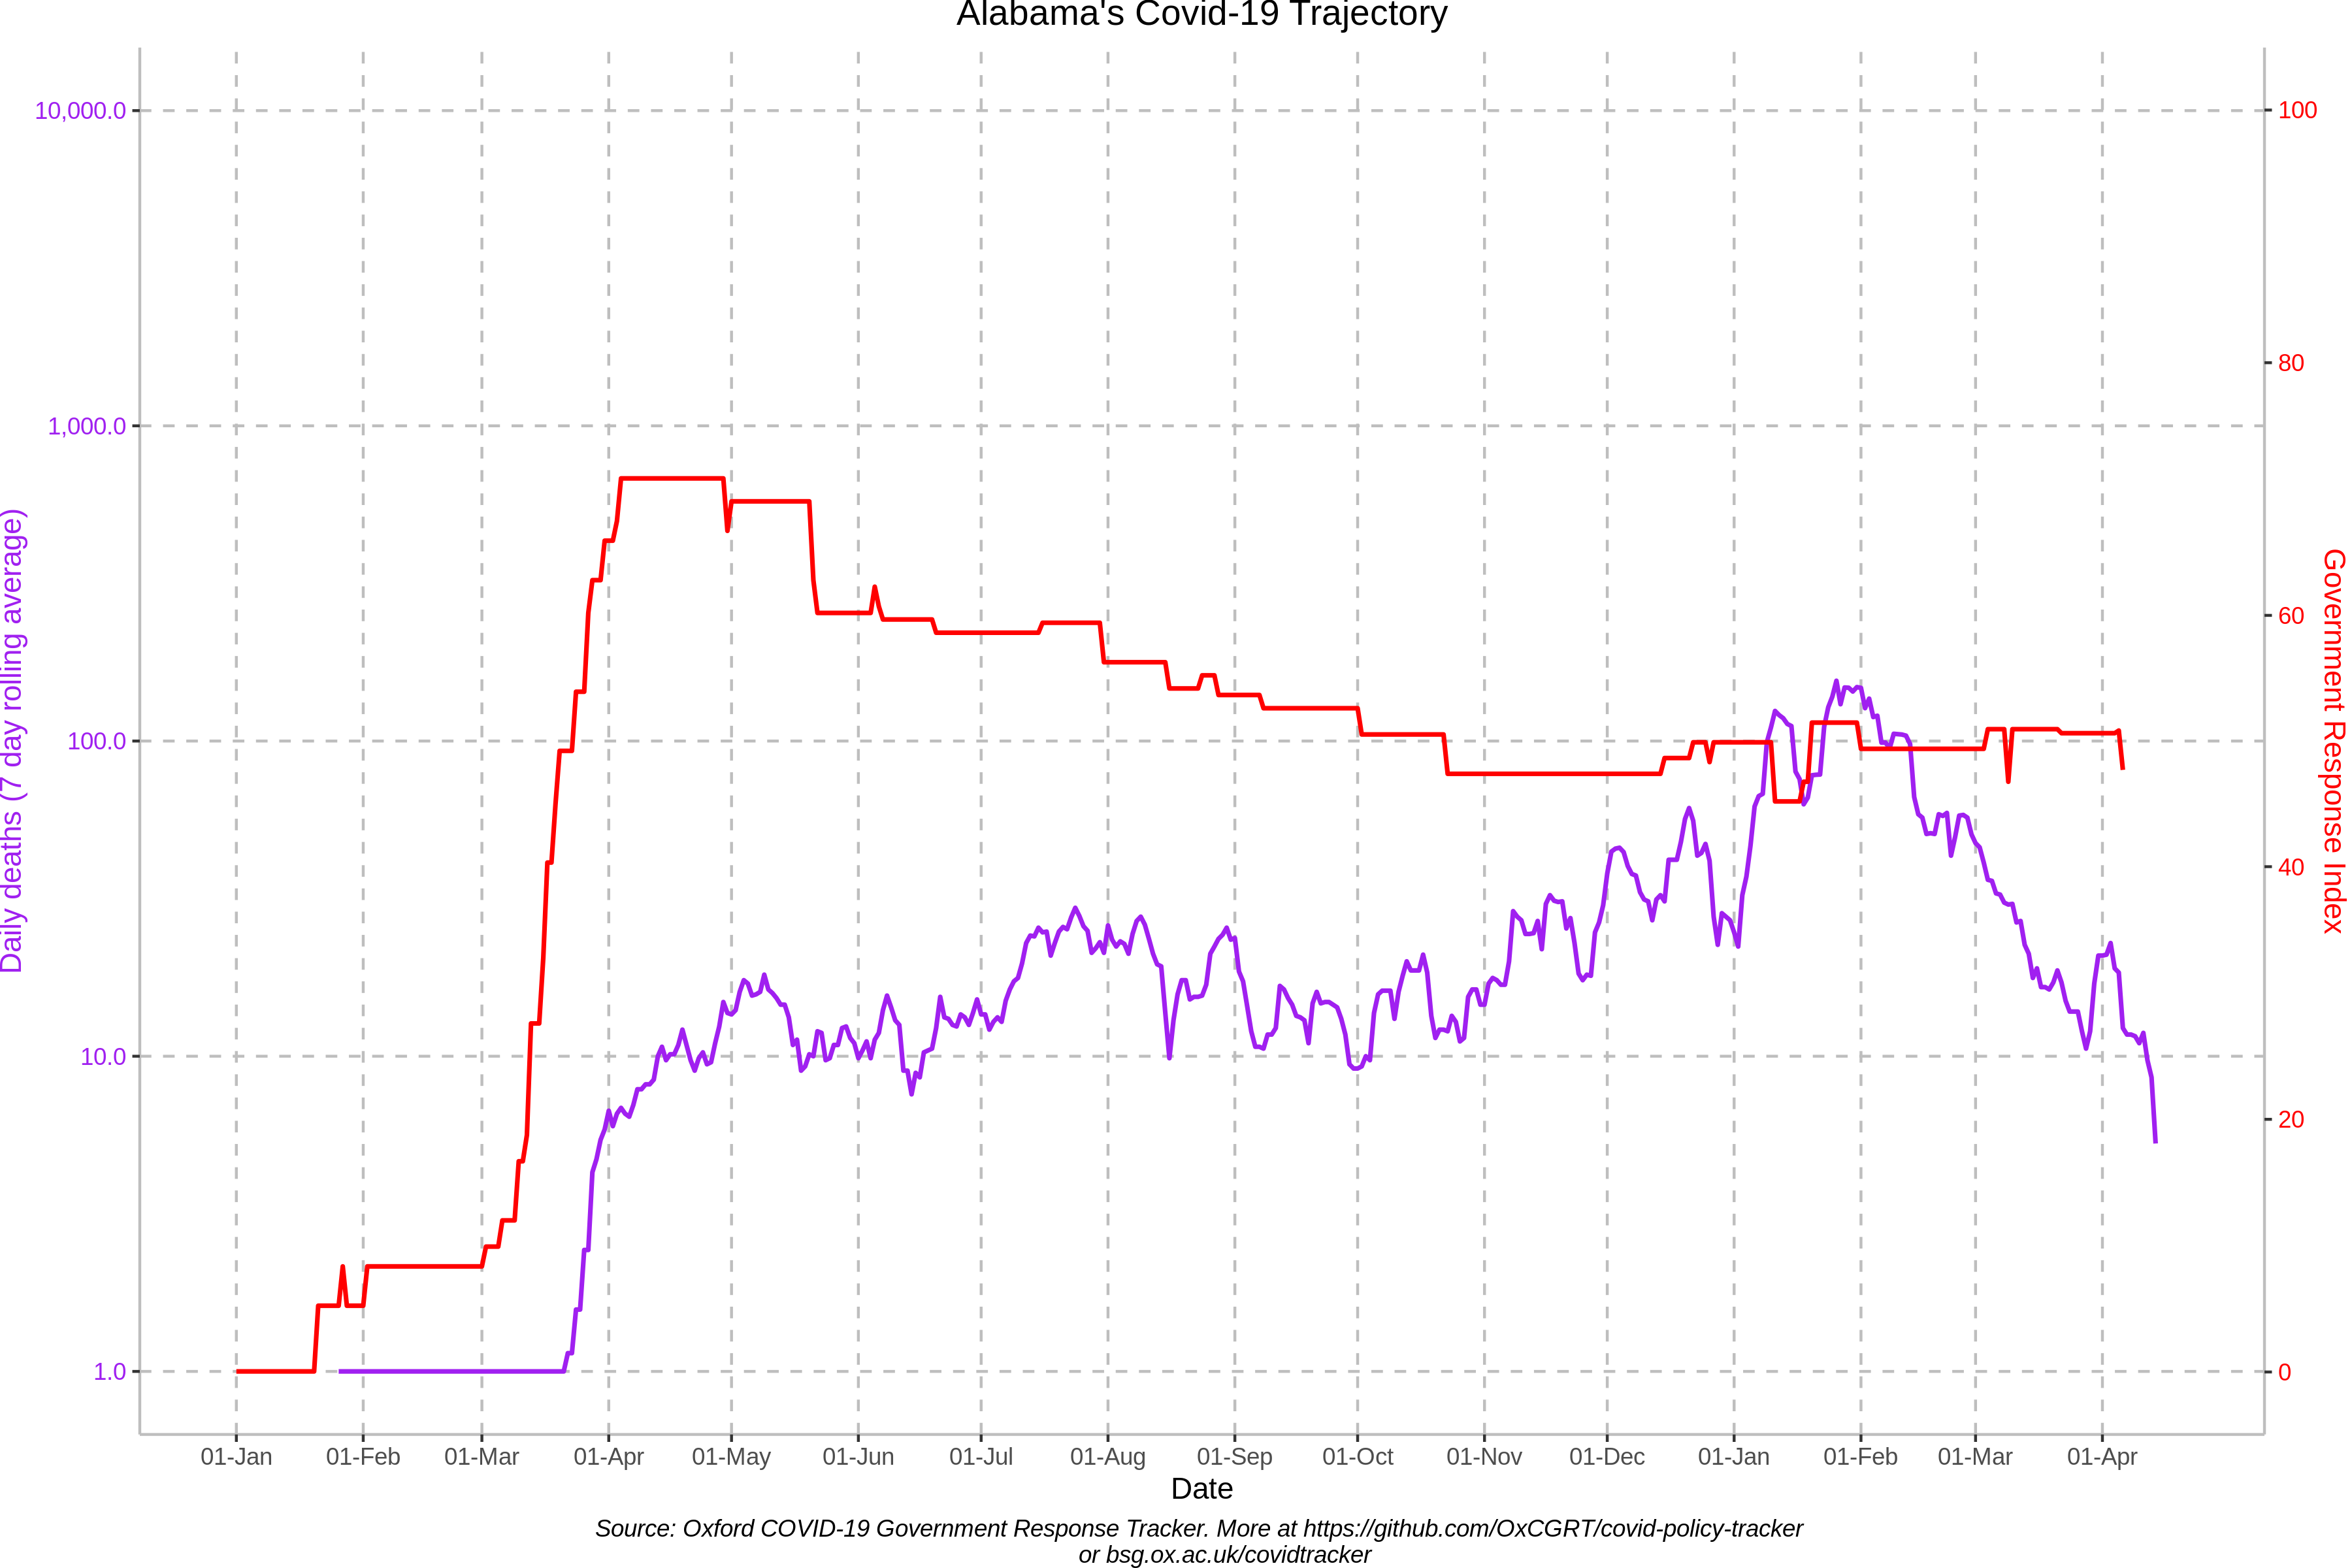 Alabama's Covid-19 Trajectory
10,000.0
1,000.0
100.0
10.0
1.0
Daily deaths (7 day rolling average)
100
80
60
40
20
0
Government Response Index
01-Jan 01-Feb 01-Mar 01-Apr 01-May 01-Jun 01-Jul 01-Aug 01-Sep 01-Oct 01-Nov 01-Dec 01-Jan 01-Feb 01-Mar 01-Apr
Date
Source: Oxford COVID-19 Government Response Tracker. More at https://github.com/OxCGRT/covid-policy-tracker
or bsg.ox.ac.uk/covidtracker